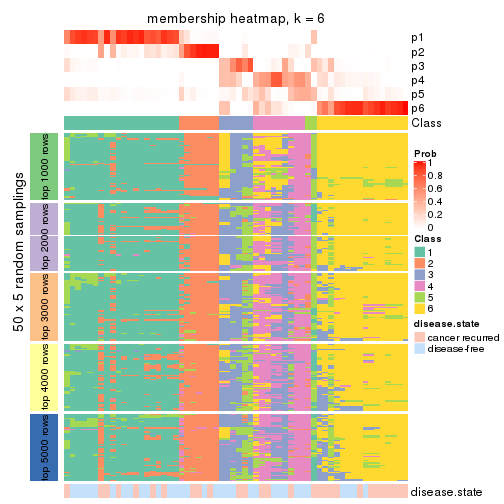 membership heatmap, k = 6
p1
p2
p3
p4
p5
p6
Class
50 x 5 random samplings
top 1000 rows
top 2000 rows
top 3000 rows
top 4000 rows
top 5000 rows
disease.state
Prob
1
0.8
0.6
0.4
0.2
0
Class
1
2
3
4
5
6
disease.state
cancer recurred
disease-free